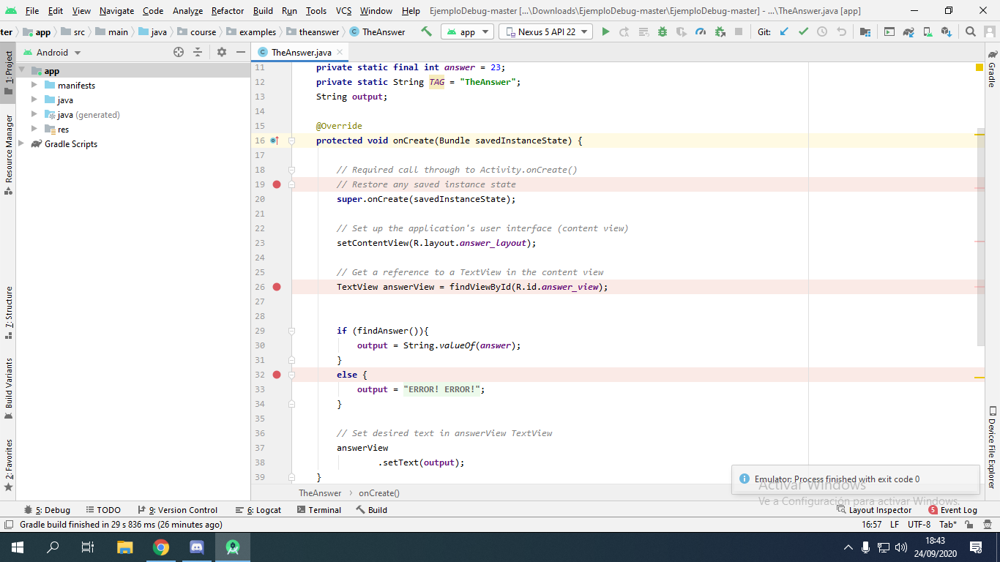 File Edit View Navigate Code Analyze Refactor Build Run Tools VCS Window Help EjemploDebug-master [...\Downloads\EjemploDebug-master\EjemploDebug-master] - ...\TheAnswer.java [app]
ter app src main java course examples theanswer TheAnswer app Nexus 5 API 22 Git:
Android
TheAnswer.java
1: Project
Resource Manager
7: Structure
Build Variants
2: Favorites
app
manifests
java
java (generated)
res
Gradle Scripts
11 private static final int answer = 23;
12 private static String TAG = "TheAnswer";
13 String output;
14
15 @Override
16 protected void onCreate(Bundle savedInstanceState) {
17
18 // Required call through to Activity.onCreate()
19 // Restore any saved instance state
20 super.onCreate(savedInstanceState);
21
22 // Set up the application's user interface (content view)
23 setContentView(R.layout.answer_layout);
24
25 // Get a reference to a TextView in the content view
26 TextView answerView = findViewById(R.id.answer_view);
27
28
29 if (findAnswer()){
30 output = String.valueOf(answer);
31 }
32 else {
33 output = "ERROR! ERROR!";
34 }
35
36 // Set desired text in answerView TextView
37 answerView
38 .setText(output);
39 }
Gradle
Device File Explorer
Emulator: Process finished with exit code 0
Activar Windows
Ve a Configuración para activar Windows.
TheAnswer onCreate()
5: Debug TODO 9: Version Control 6: Logcat Terminal Build Layout Inspector 5 Event Log
Gradle build finished in 29 s 836 ms (26 minutes ago) 16:57 LF UTF-8 Tab*
18:43
24/09/2020